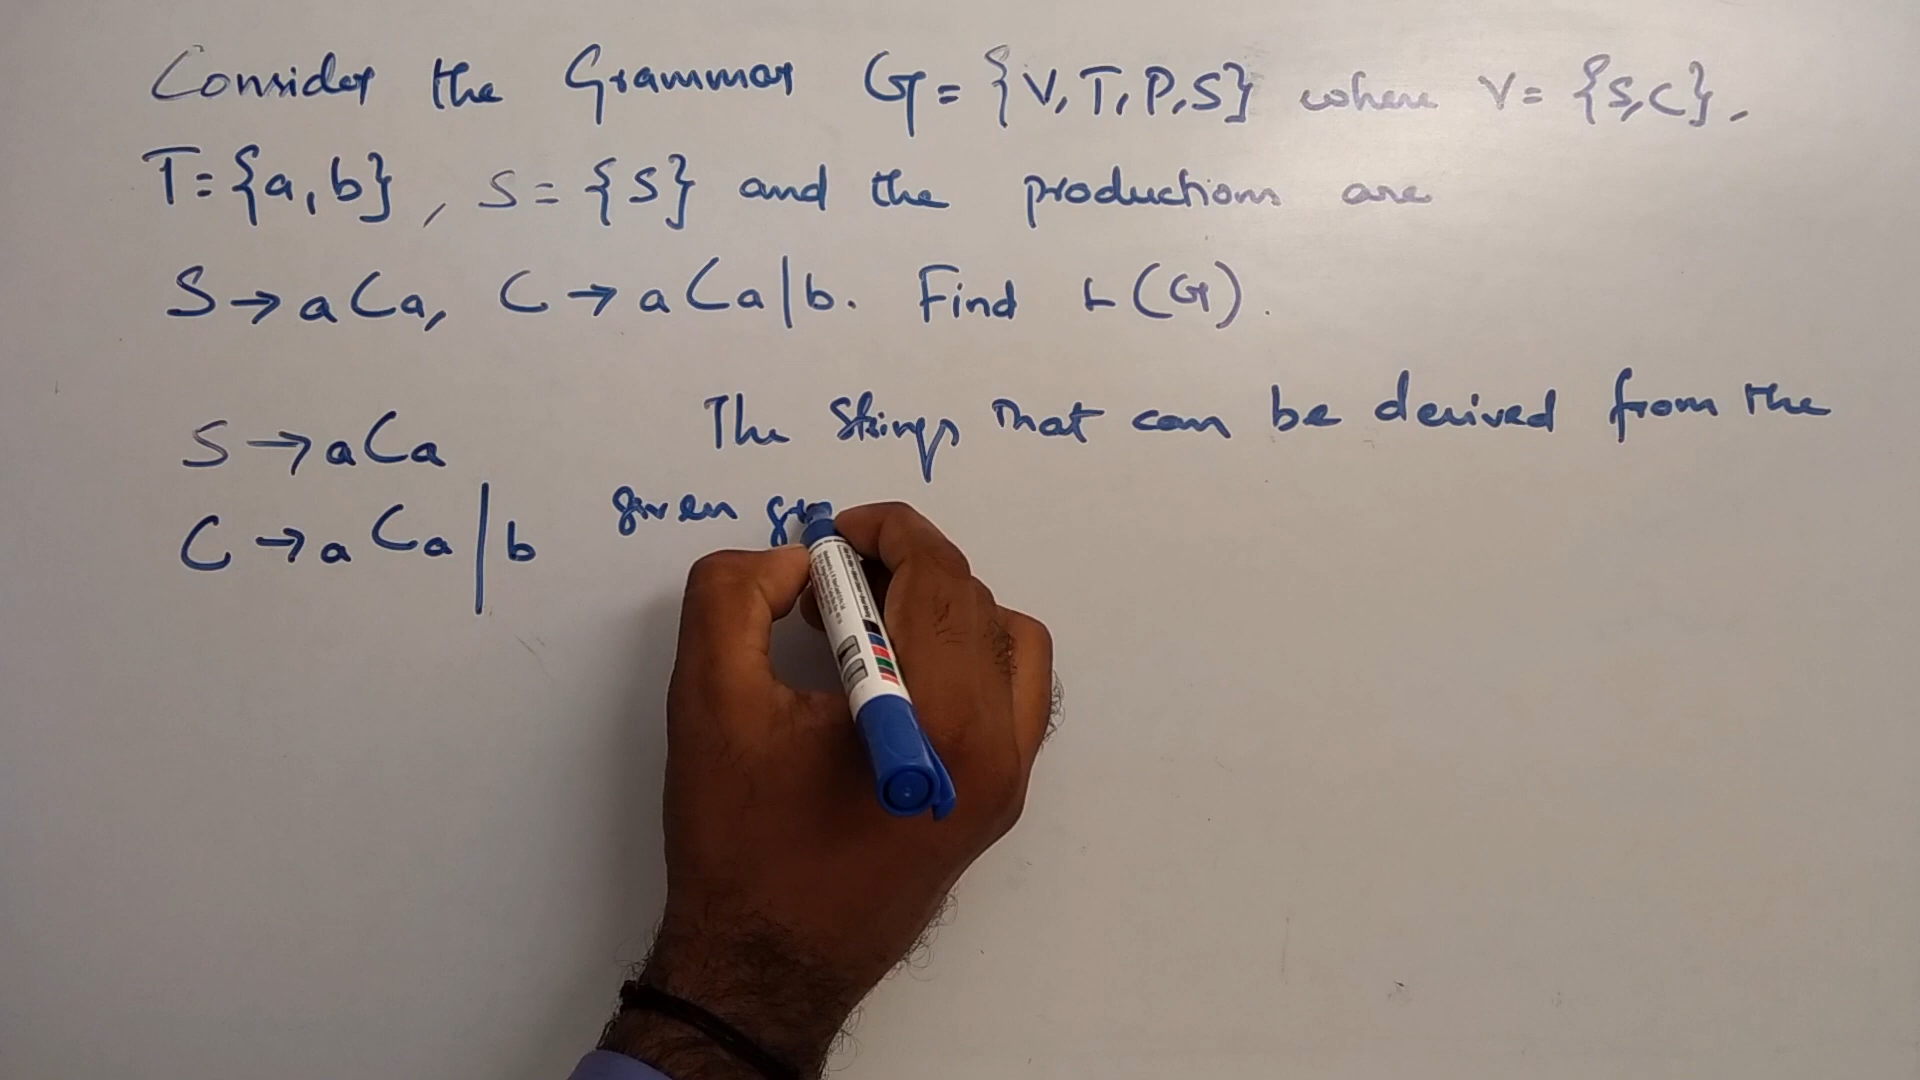 Consider the Grammar G = {V, T, P, S} where V = {S, C},
T = {a, b}, S = {S} and the productions are
S → aCa, C → aCa | b. Find L(G).
S → aCa
C → aCa | b
The Strings that can be derived from the
given